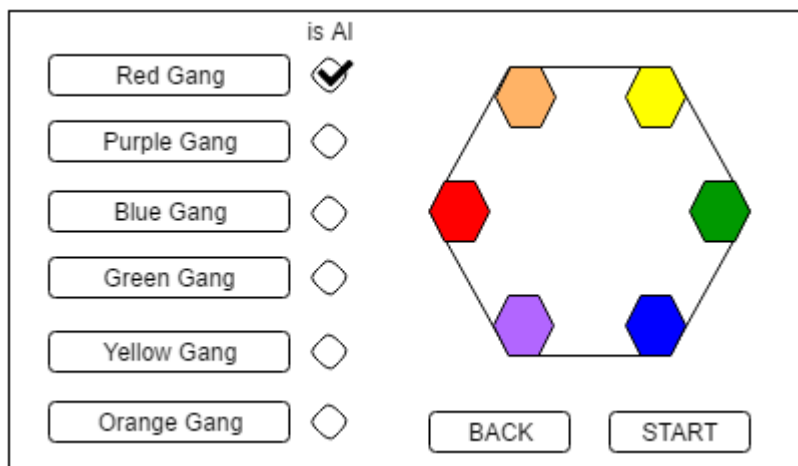 is AI
Red Gang
Purple Gang
Blue Gang
Green Gang
Yellow Gang
Orange Gang
BACK
START